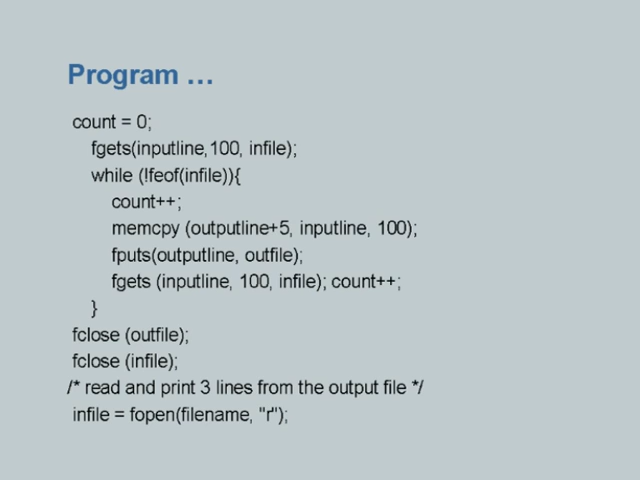 Program …
count = 0;
fgets(inputline,100, infile);
while (!feof(infile)){
count++;
memcpy (outputline+5, inputline, 100);
fputs(outputline, outfile);
fgets (inputline, 100, infile); count++;
}
fclose (outfile);
fclose (infile);
/* read and print 3 lines from the output file */
infile = fopen(filename, "r");